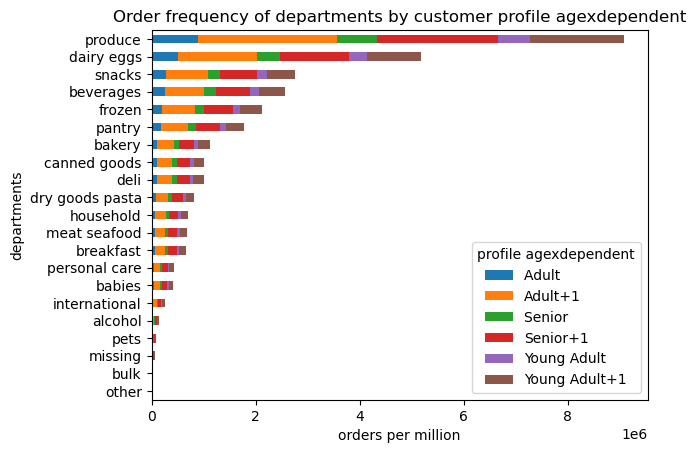 Order frequency of departments by customer profile agexdependent
departments
produce
dairy eggs
snacks
beverages
frozen
pantry
bakery
canned goods
deli
dry goods pasta
household
meat seafood
breakfast
personal care
babies
international
alcohol
pets
missing
bulk
other
profile agexdependent
Adult
Adult+1
Senior
Senior+1
Young Adult
Young Adult+1
0 2 4 6 8
1e6
orders per million